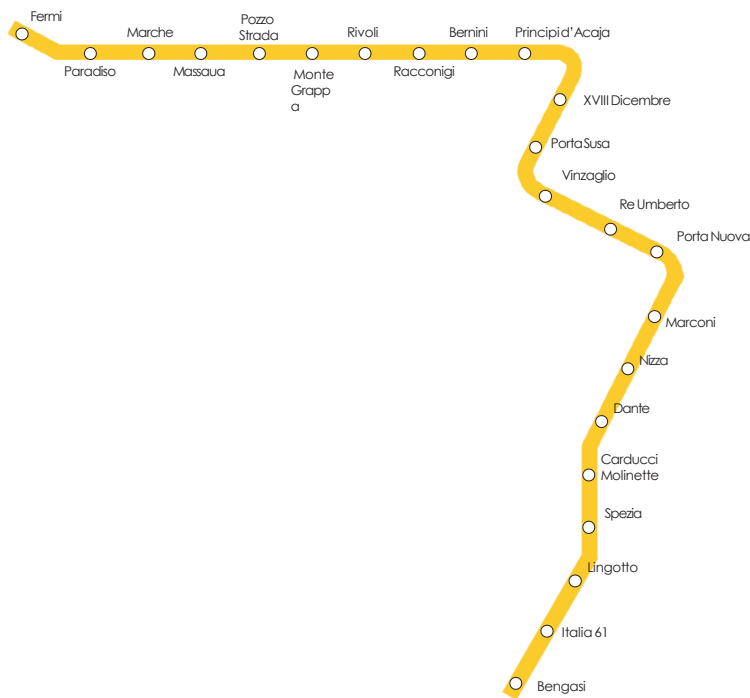 Fermi
Paradiso
Marche
Massaua
Pozzo
Strada
Monte
Grapp
a
Rivoli
Racconigi
Bernini
Principi d'Acaja
XVIII Dicembre
Porta Susa
Vinzaglio
Re Umberto
Porta Nuova
Marconi
Nizza
Dante
Carducci
Molinette
Spezia
Lingotto
Italia 61
Bengasi